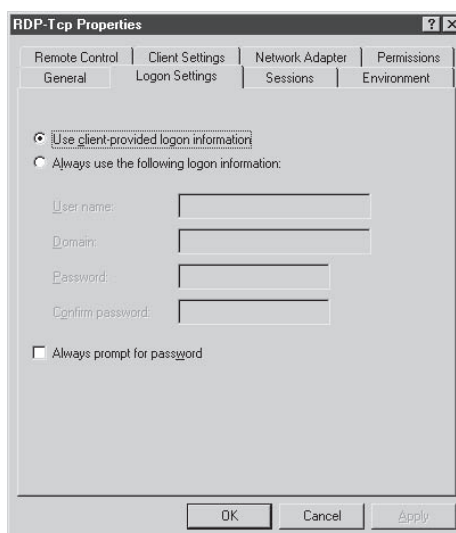 RDP-Tcp Properties
Remote Control Client Settings Network Adapter Permissions
General Logon Settings Sessions Environment
Use client-provided logon information
Always use the following logon information:
User name:
Domain:
Password:
Confirm password:
Always prompt for password
OK Cancel Apply